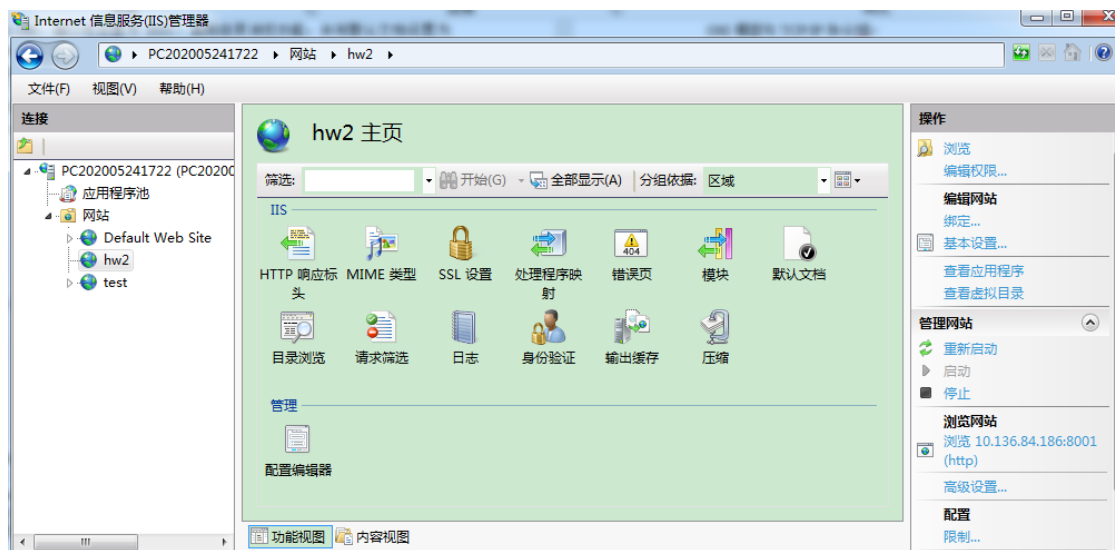 Internet 信息服务(IIS)管理器
PC202005241722 网站 hw2
文件(F) 视图(V) 帮助(H)
连接
PC202005241722 (PC20200
应用程序池
网站
Default Web Site
hw2
test
hw2 主页
筛选: 开始(G) 全部显示(A) 分组依据: 区域
IIS
HTTP 响应标头 MIME 类型 SSL 设置 处理程序映射 错误页 模块 默认文档
404
目录浏览 请求筛选 日志 身份验证 输出缓存 压缩
管理
配置编辑器
功能视图 内容视图
操作
浏览
编辑权限...
编辑网站
绑定...
基本设置...
查看应用程序
查看虚拟目录
管理网站
重新启动
启动
停止
浏览网站
浏览 10.136.84.186:8001
(http)
高级设置...
配置
限制...